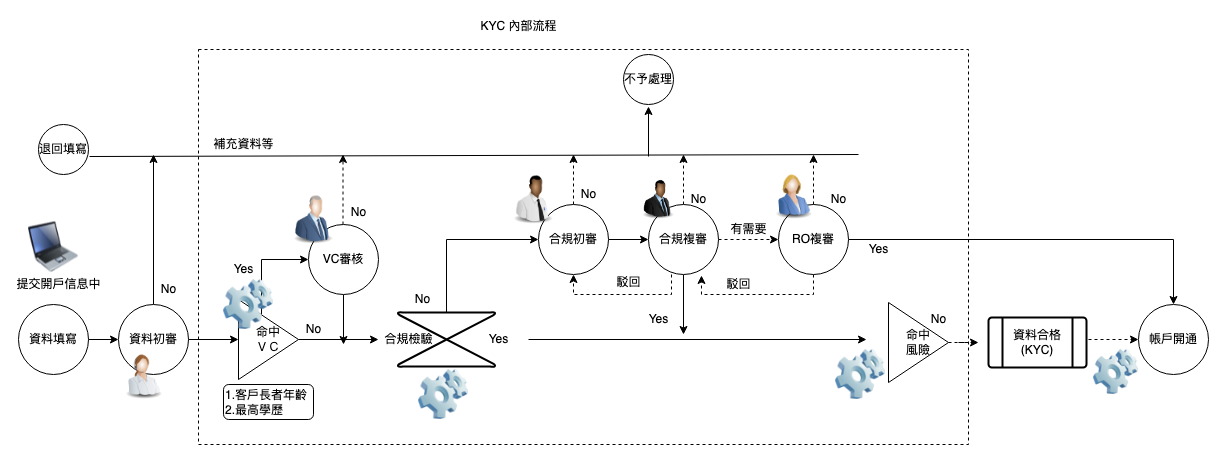 KYC 內部流程
不予處理
退回填寫
補充資料等
No
No
No
No
No
提交開戶信息中
Yes
VC審核
合規初審
合規複審
有需要
RO複審
Yes
駁回
駁回
No
Yes
資料填寫
資料初審
命中
V C
No
合規檢驗
Yes
命中
風險
No
資料合格
(KYC)
帳戶開通
1.客戶長者年齡
2.最高學歷